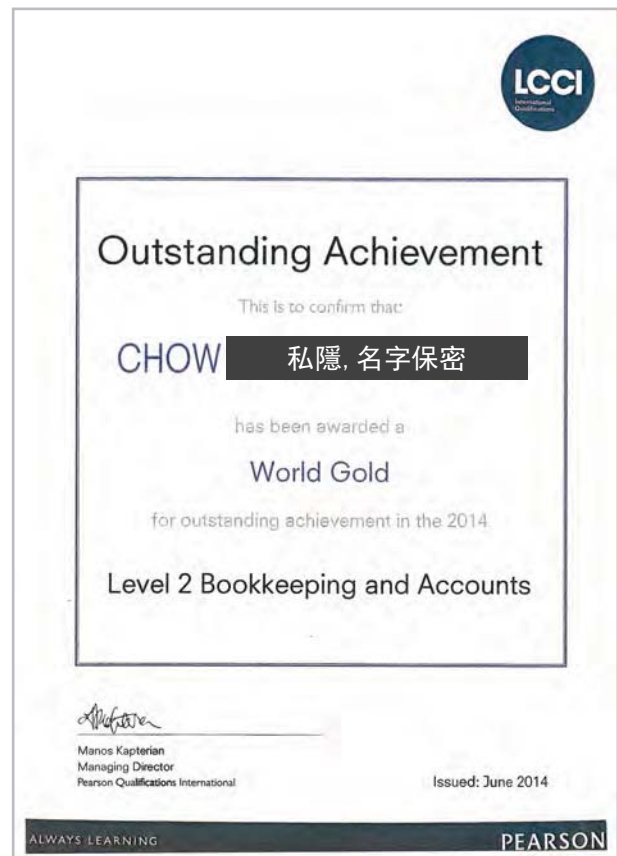 LCCI
International
Qualifications
Outstanding Achievement
This is to confirm that:
CHOW 私隱, 名字保密
has been awarded a
World Gold
for outstanding achievement in the 2014
Level 2 Bookkeeping and Accounts
Manos Kapterian
Managing Director
Pearson Qualifications International
Issued: June 2014
ALWAYS LEARNING
PEARSON